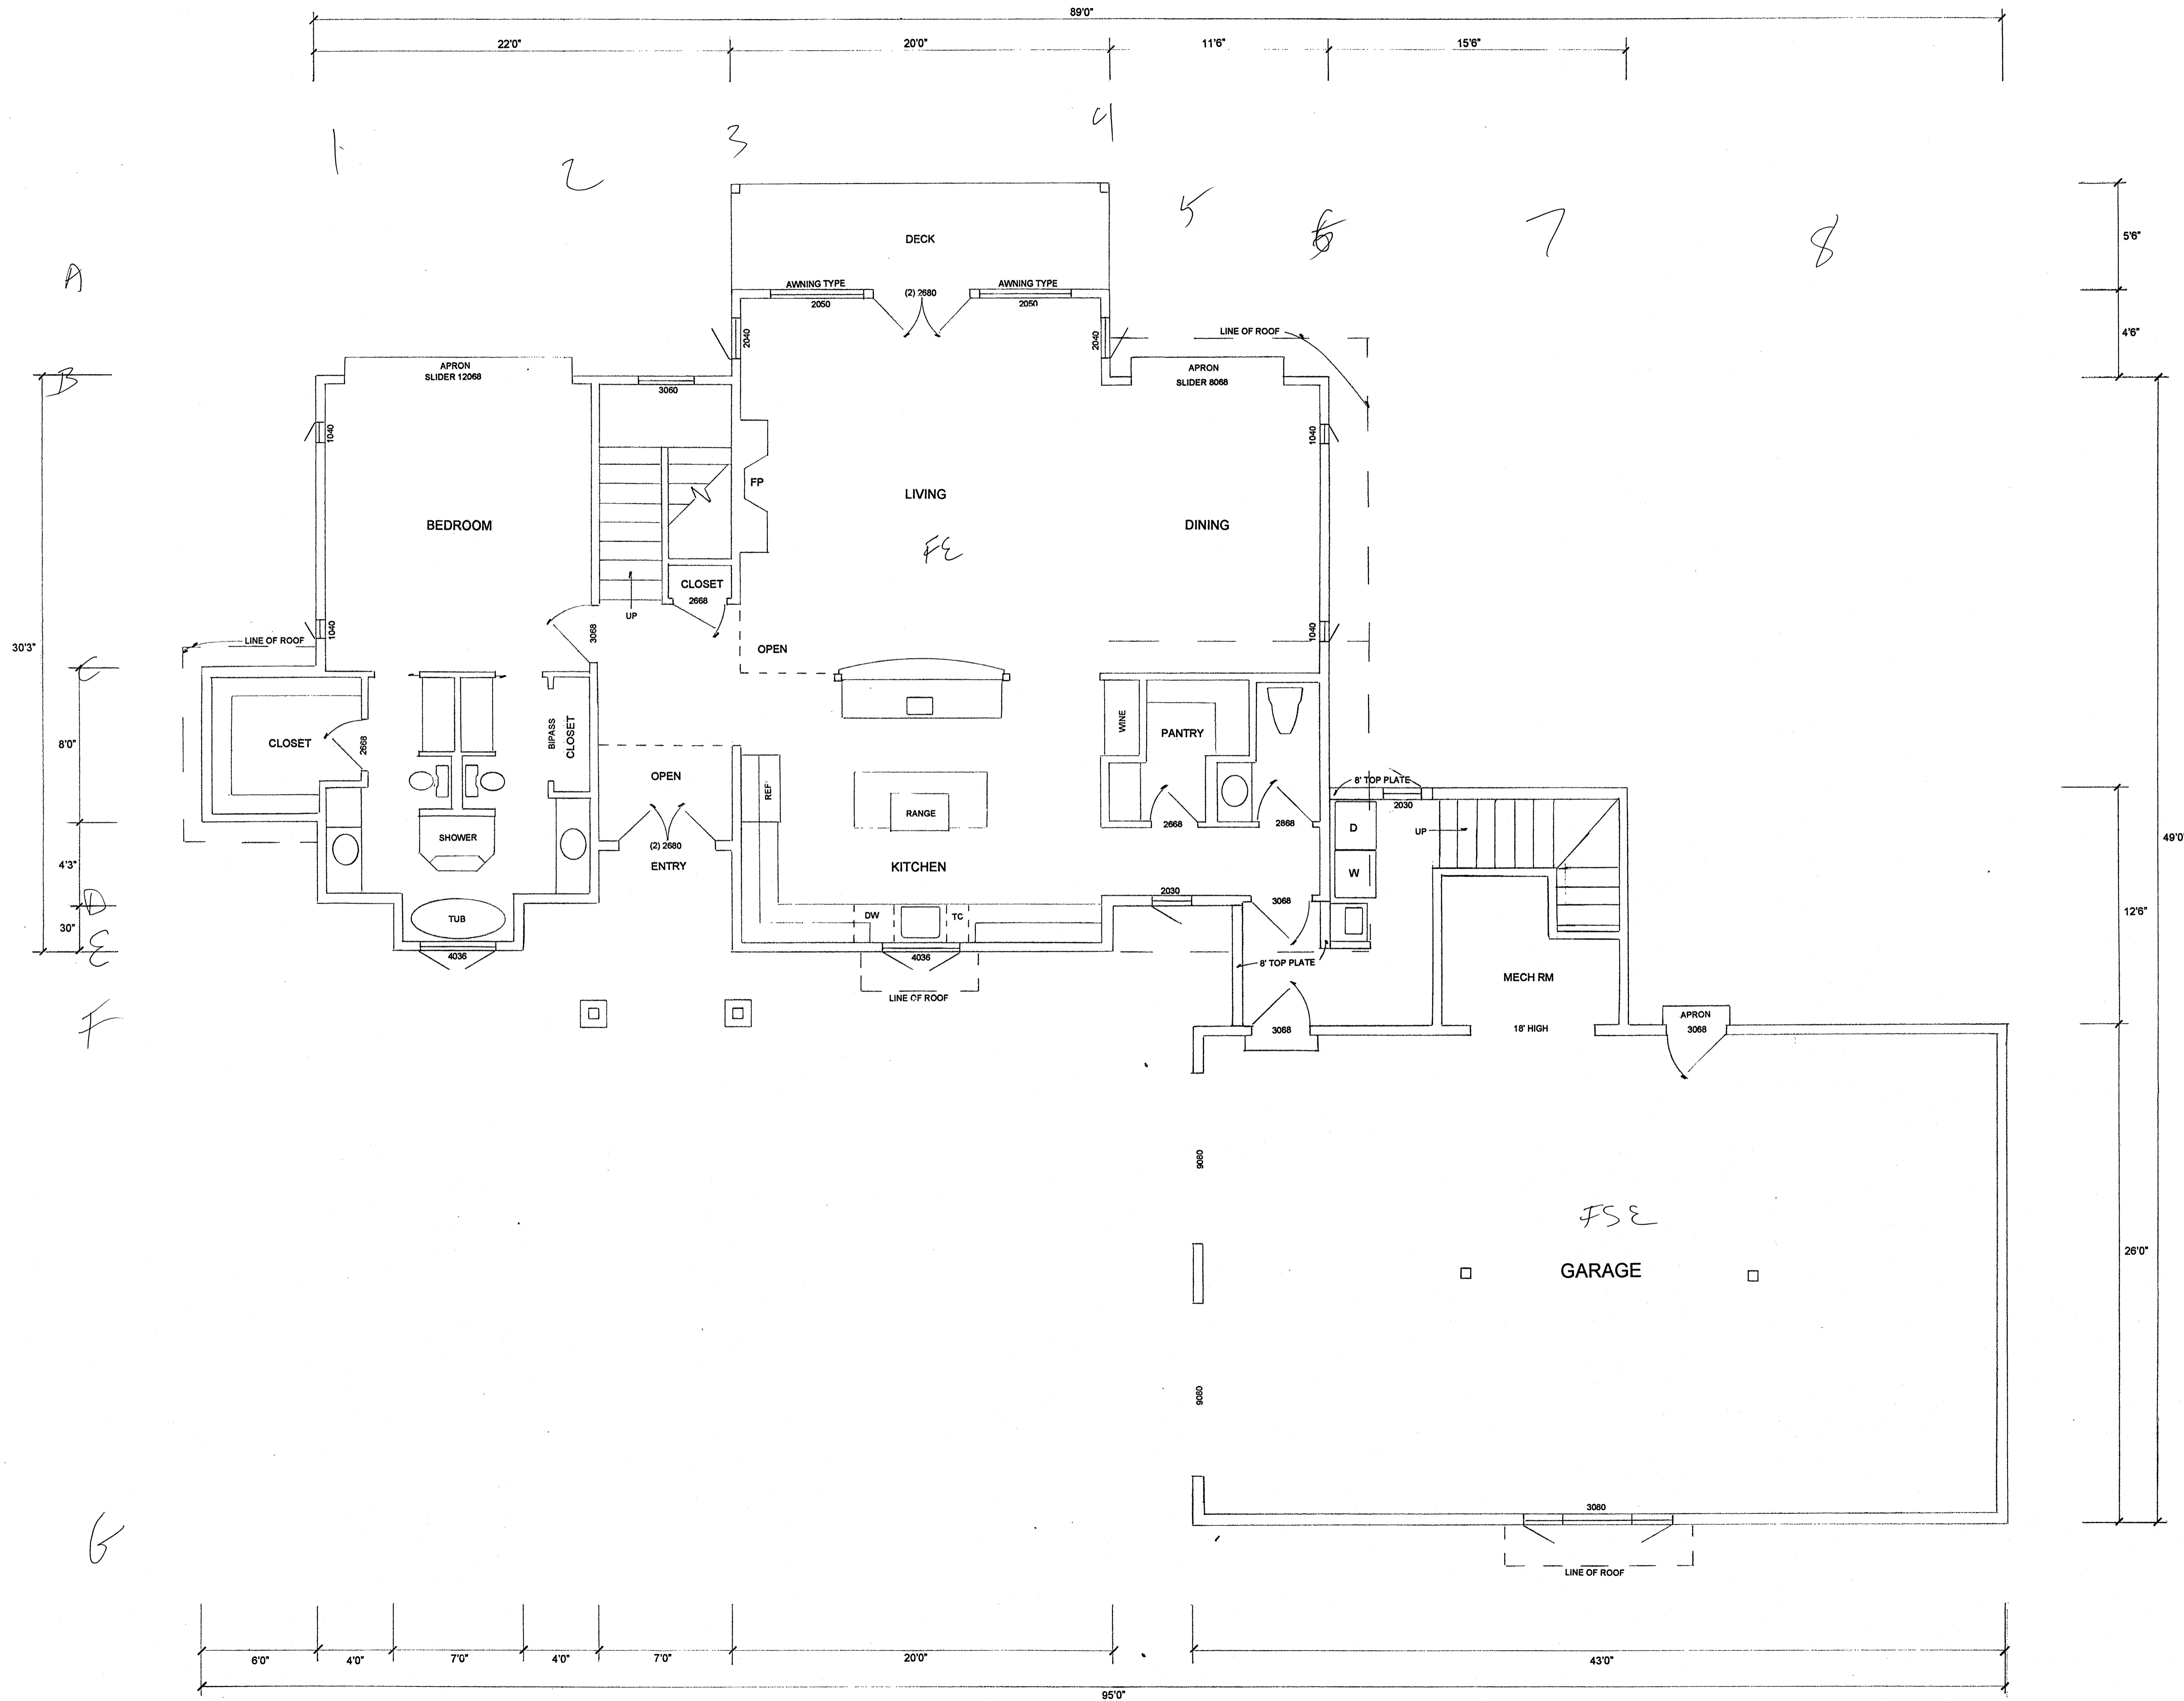 89'0"
22'0" 20'0" 11'6" 15'6"
1 2 3 4 5 6 7 8
DECK
5'6"
A
AWNING TYPE AWNING TYPE
(2) 2680
2050 2050
LINE OF ROOF
4'6"
2040 2040
APRON
SLIDER 12068
APRON
SLIDER 8068
B
3060
1040 1040
FP
LIVING
BEDROOM
DINING
FE
CLOSET
2668
UP
3068
1040 1040
LINE OF ROOF
30'3"
OPEN
C
WINE
PANTRY
BIPASS
CLOSET
CLOSET
2668
8'0"
OPEN
8' TOP PLATE
REF.
2030
RANGE
2668 2868
D
UP
SHOWER
49'0"
(2) 2680
ENTRY
KITCHEN
4'3"
W
2030
3068
D
DW TC
12'6"
TUB
30"
E
4036 4036
8' TOP PLATE
MECH RM
LINE OF ROOF
F
APRON
3068
3068
18' HIGH
9080
FSE
GARAGE
26'0"
9080
3080
G
LINE OF ROOF
6'0" 4'0" 7'0" 4'0" 7'0" 20'0" 43'0"
95'0"